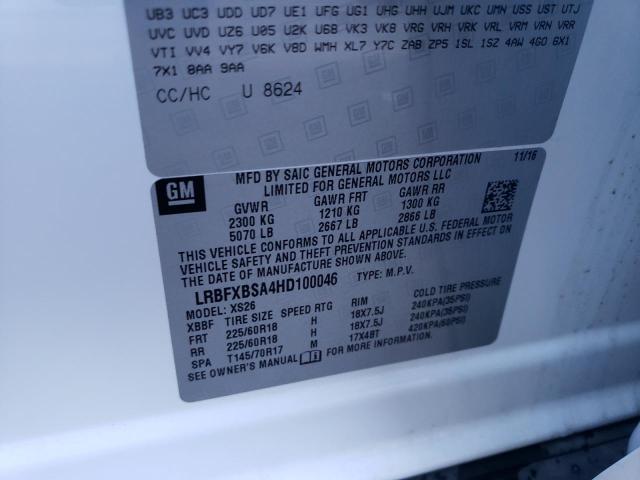 UB3 UC3 UDD UD7 UE1 UFG UG1 UHG UHH UJM UKC UMN USS UST UTJ
UVC UVD UZ6 U05 U2K U68 VK3 VK8 VRG VRH VRK VRL VRM VRN VRR
VTI VV4 VY7 V6K V8D WMH XL7 Y7C ZAB ZP5 1SL 1SZ 4AW 4GO 6X1
7X1 8AA 9AA
CC/HC U 8624
GM
MFD BY SAIC GENERAL MOTORS CORPORATION 11/16
LIMITED FOR GENERAL MOTORS LLC
GVWR GAWR FRT GAWR RR
2300 KG 1210 KG 1300 KG
5070 LB 2667 LB 2866 LB
THIS VEHICLE CONFORMS TO ALL APPLICABLE U.S. FEDERAL MOTOR
VEHICLE SAFETY AND THEFT PREVENTION STANDARDS IN EFFECT ON
THE DATE OF MANUFACTURE SHOWN ABOVE.
LRBFXBSA4HD100046 TYPE: M.P.V.
MODEL: XS26
XBBF TIRE SIZE SPEED RTG RIM COLD TIRE PRESSURE
FRT 225/60R18 H 18X7.5J 240KPA(35PSI)
RR 225/60R18 H 18X7.5J 240KPA(35PSI)
SPA T145/70R17 M 17X4BT 420KPA(60PSI)
SEE OWNER'S MANUAL FOR MORE INFORMATION